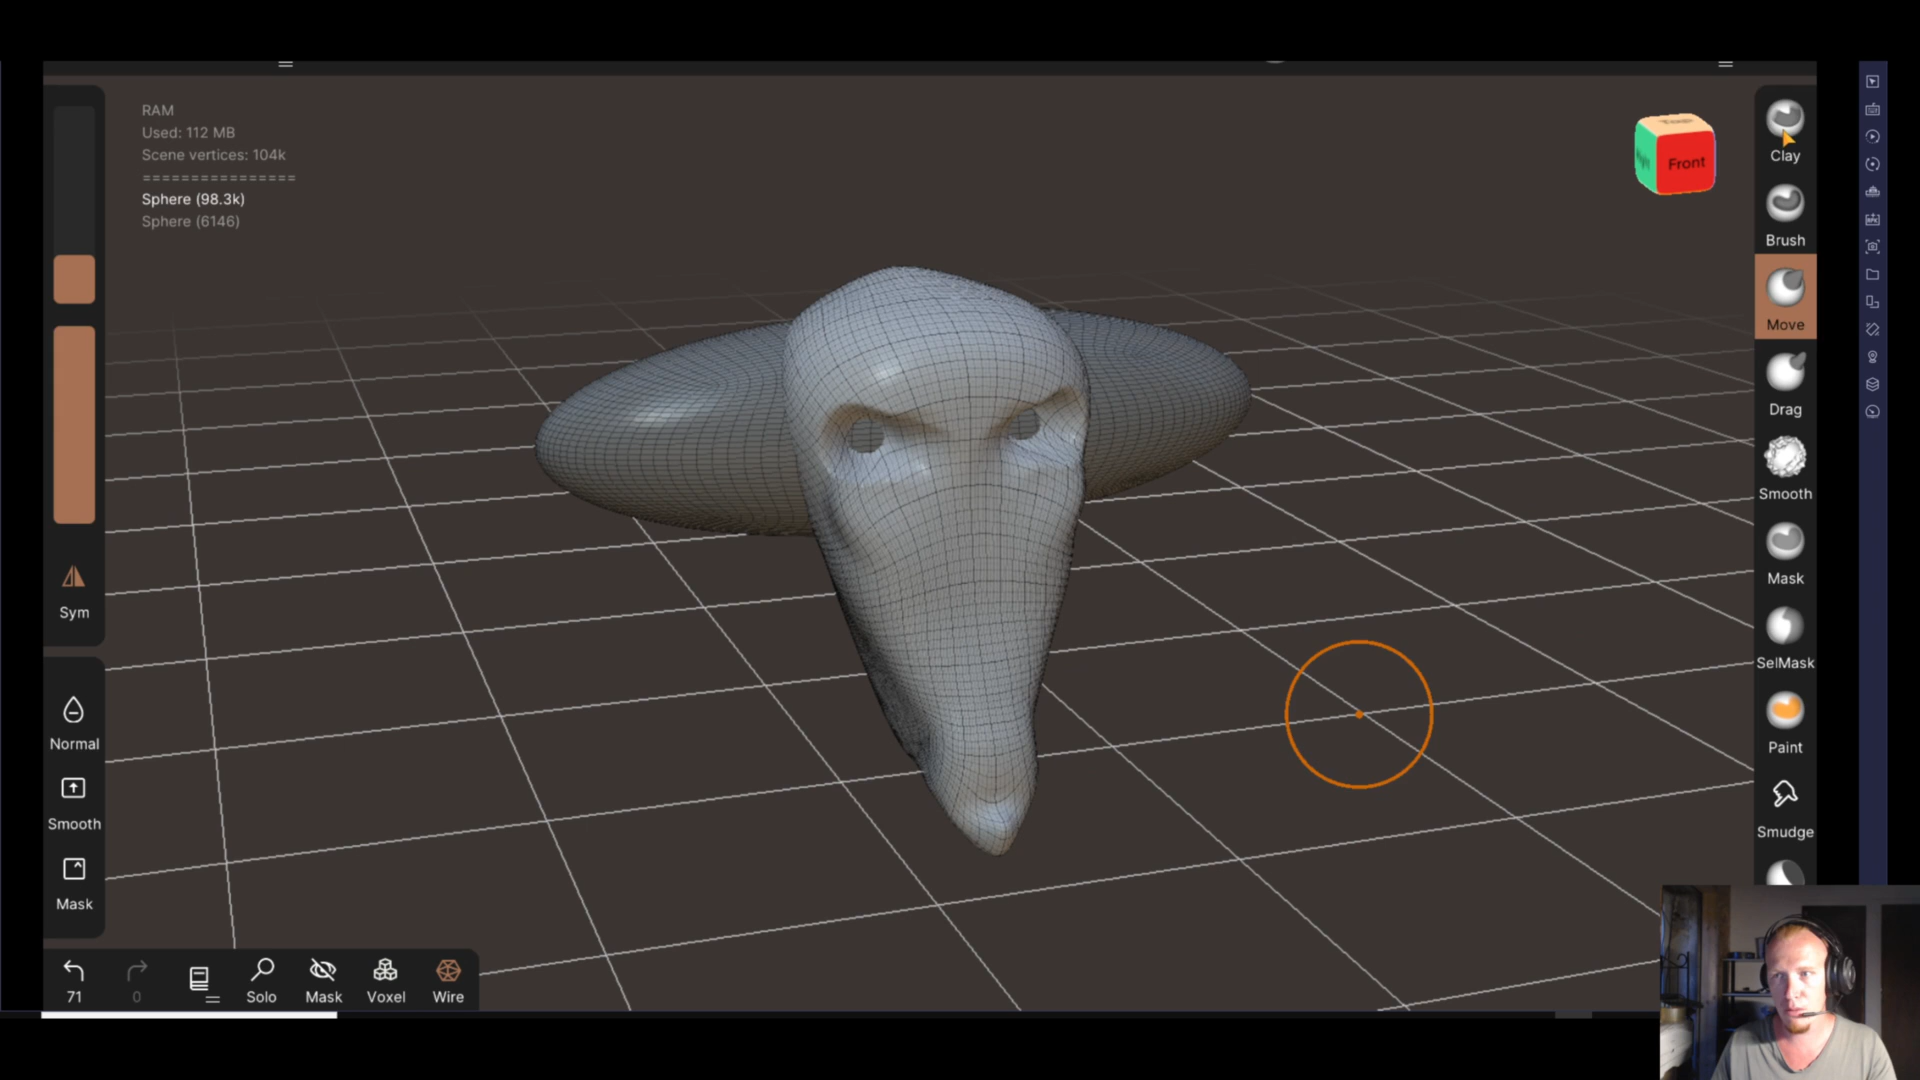 RAM
Used: 112 MB
Scene vertices: 104k
================
Sphere (98.3k)
Sphere (6146)
Front
Clay
Brush
Move
Drag
Smooth
Mask
SelMask
Paint
Smudge
Sym
Normal
Smooth
Mask
71
0
Solo
Mask
Voxel
Wire